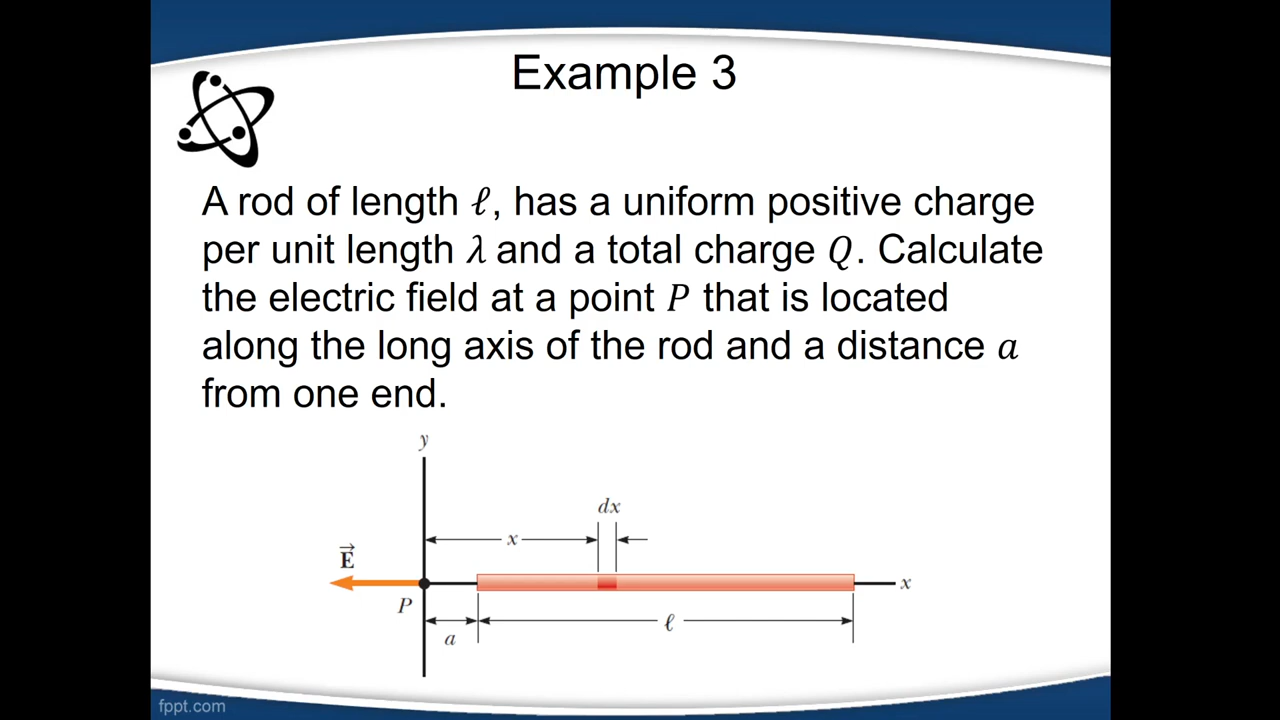 Example 3
A rod of length ℓ, has a uniform positive charge
per unit length λ and a total charge Q. Calculate
the electric field at a point P that is located
along the long axis of the rod and a distance a
from one end.
y
dx
x
E⃗
x
P
ℓ
a
fppt.com